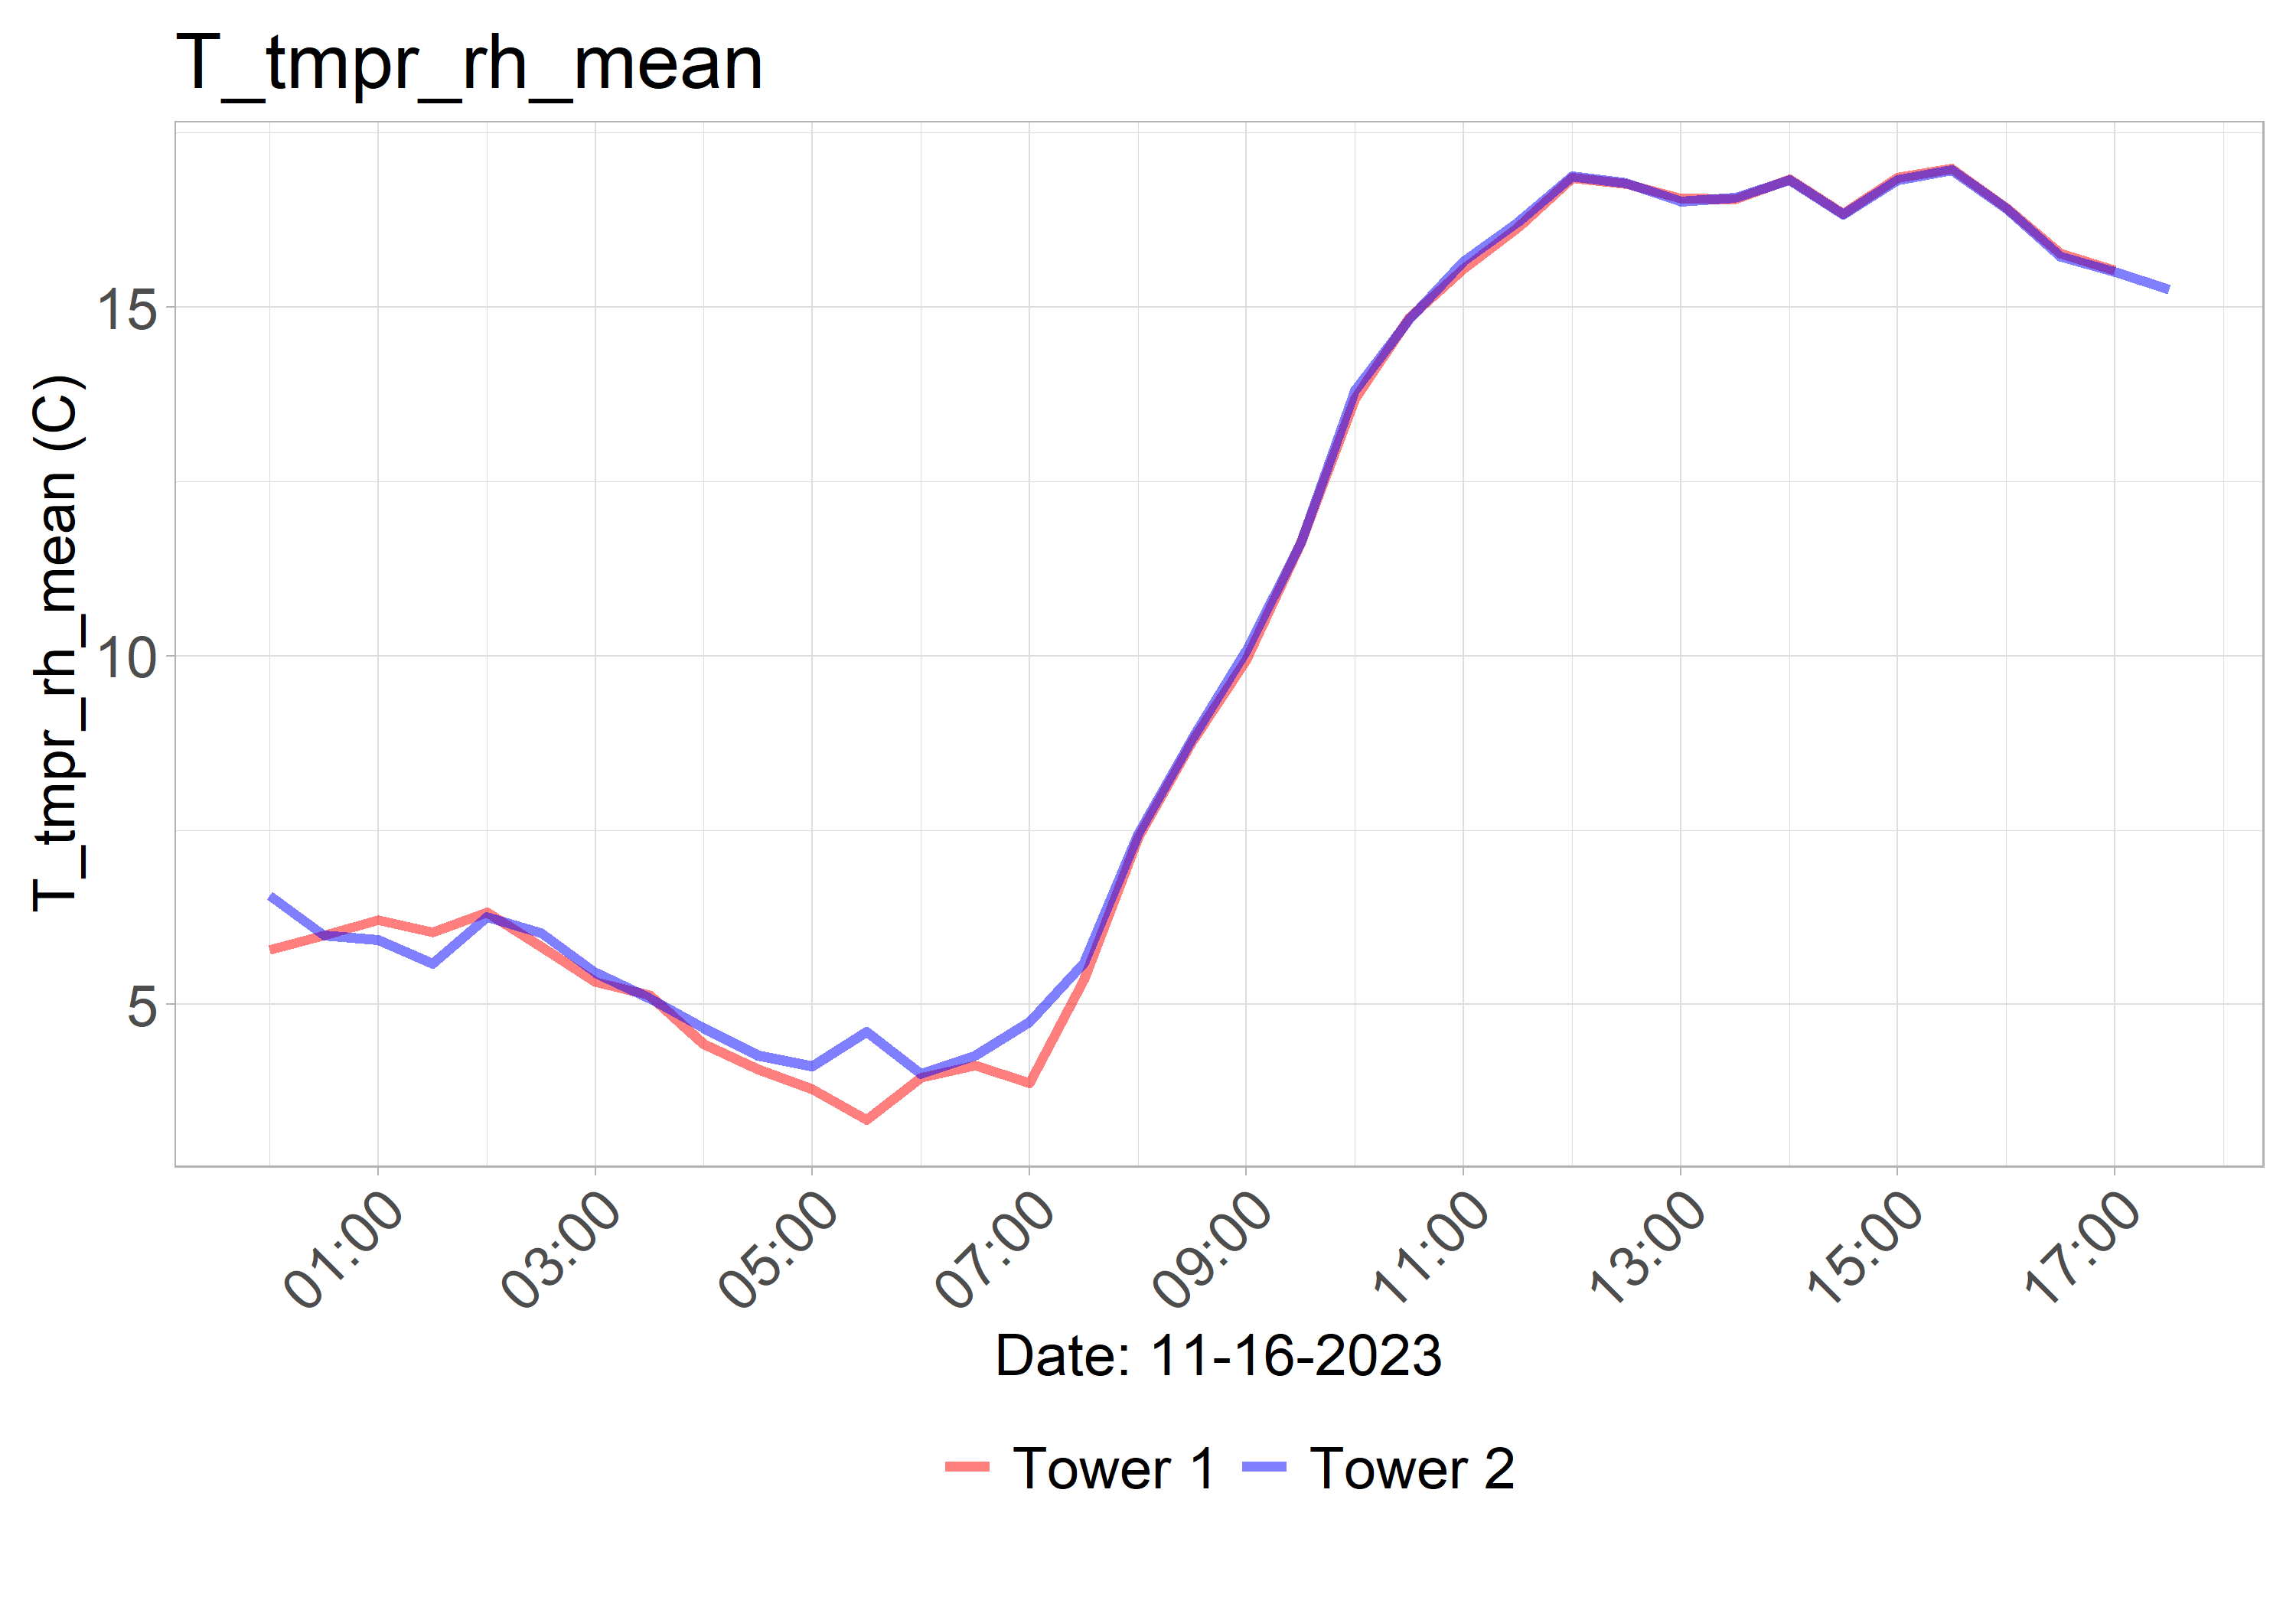 T_tmpr_rh_mean
T_tmpr_rh_mean (C)
15
10
5
01:00 03:00 05:00 07:00 09:00 11:00 13:00 15:00 17:00
Date: 11-16-2023
Tower 1 Tower 2